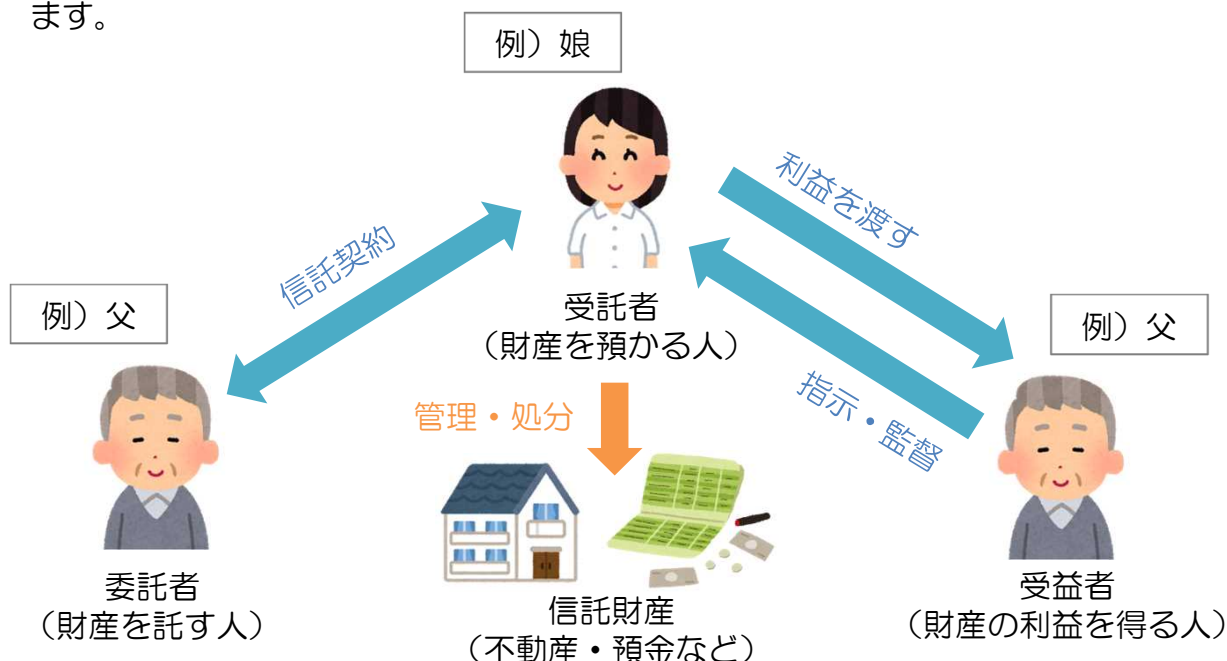 ます。
例）娘
利益を渡す
信託契約
例）父
受託者
（財産を預かる人）
例）父
管理・処分
指示・監督
委託者
（財産を託す人）
信託財産
（不動産・預金など）
受益者
（財産の利益を得る人）